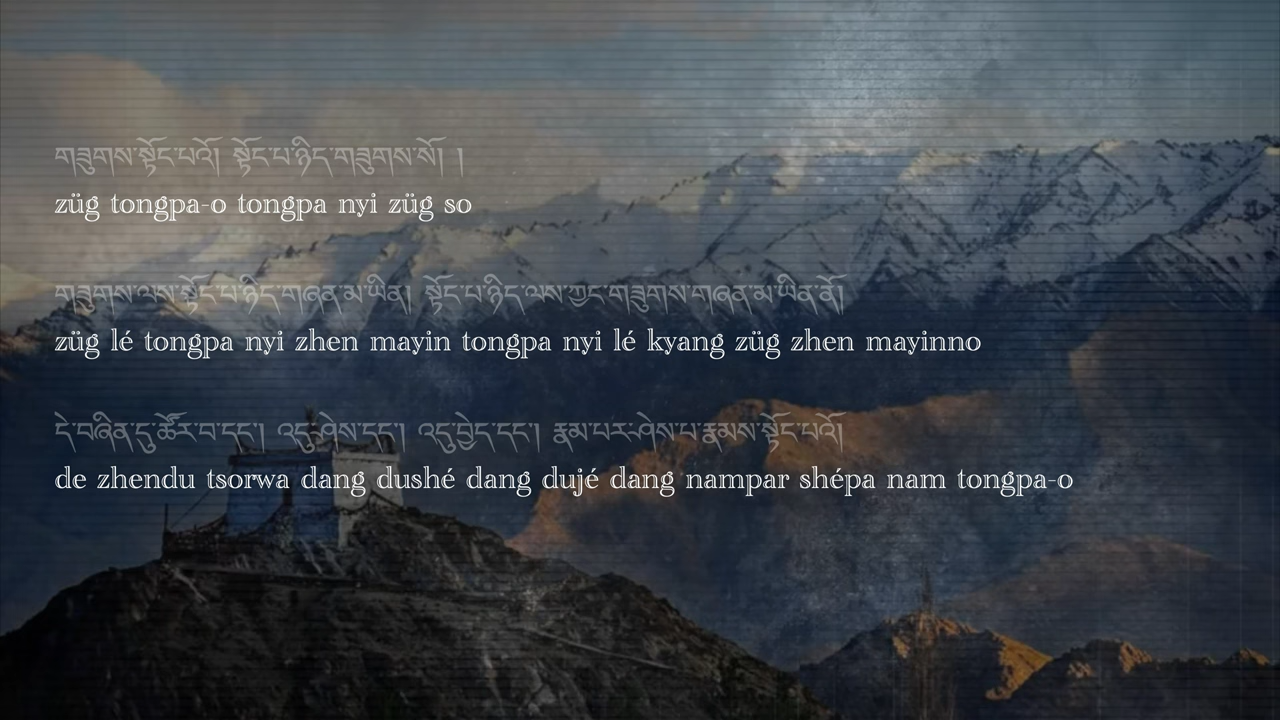 གཟུགས་སྟོང་པའོ། སྟོང་པ་ཉིད་གཟུགས་སོ། །
züg tongpa-o tongpa nyi züg so
གཟུགས་ལས་སྟོང་པ་ཉིད་གཞན་མ་ཡིན། སྟོང་པ་ཉིད་ལས་ཀྱང་གཟུགས་གཞན་མ་ཡིན་ནོ།
züg lé tongpa nyi zhen mayin tongpa nyi lé kyang züg zhen mayinno
དེ་བཞིན་དུ་ཚོར་བ་དང༌། འདུ་ཤེས་དང༌། འདུ་བྱེད་དང༌། རྣམ་པར་ཤེས་པ་རྣམས་སྟོང་པའོ།
de zhendu tsorwa dang dushé dang dujé dang nampar shépa nam tongpa-o